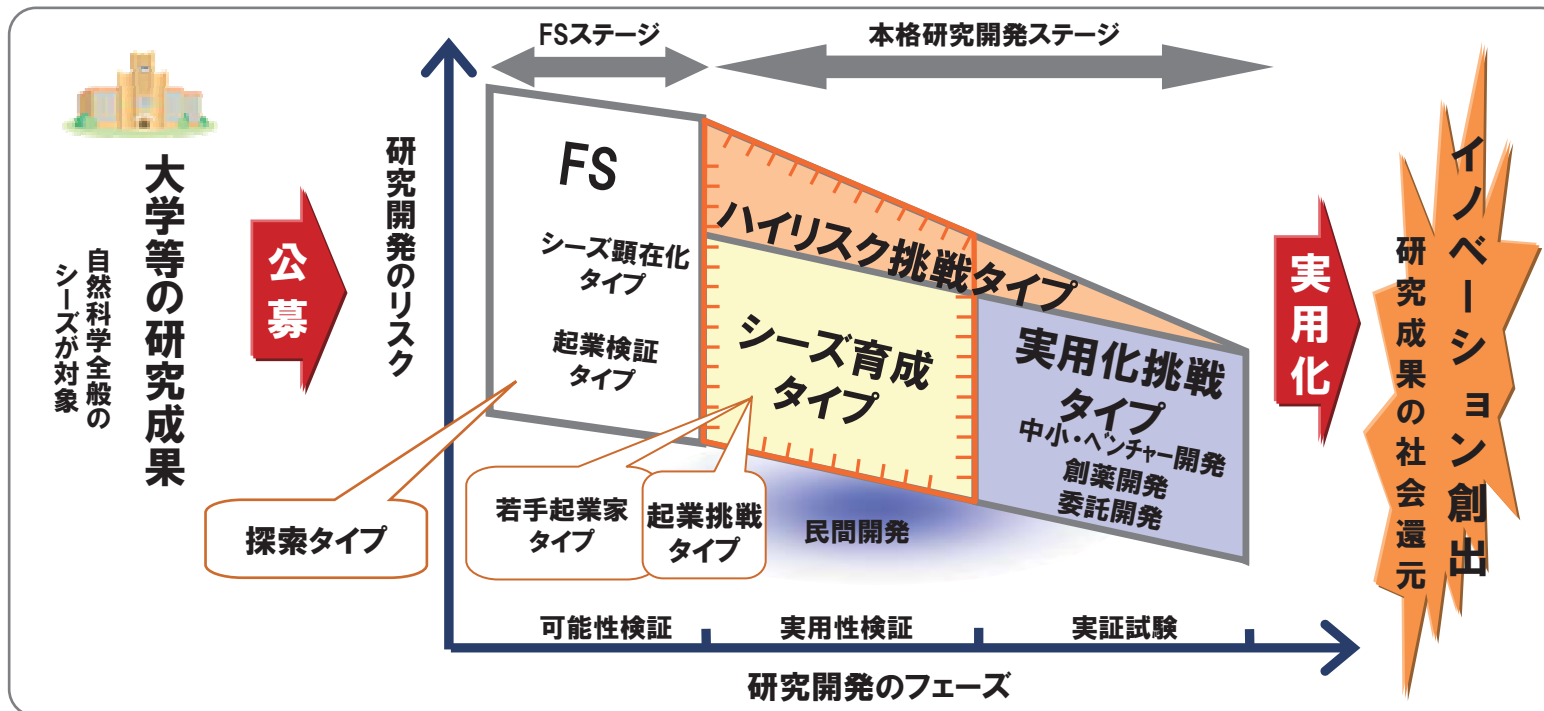 FSステージ
本格研究開発ステージ
大学等の研究成果
自然科学全般の
シーズが対象
公募
研究開発のリスク
FS
シーズ顕在化
タイプ
起業検証
タイプ
ハイリスク挑戦タイプ
シーズ育成
タイプ
実用化挑戦
タイプ
中小・ベンチャー開発
創薬開発
委託開発
探索タイプ
若手起業家
タイプ
起業挑戦
タイプ
民間開発
可能性検証
実用性検証
実証試験
研究開発のフェーズ
実用化
イノベーション創出
研究成果の社会還元